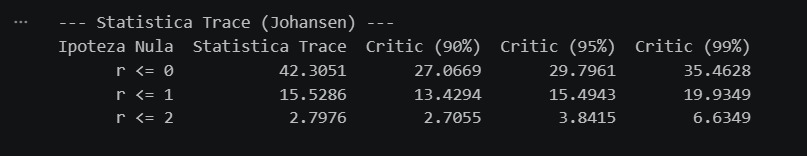 ... --- Statistica Trace (Johansen) ---
Ipoteza Nula Statistica Trace Critic (90%) Critic (95%) Critic (99%)
r <= 0 42.3051 27.0669 29.7961 35.4628
r <= 1 15.5286 13.4294 15.4943 19.9349
r <= 2 2.7976 2.7055 3.8415 6.6349